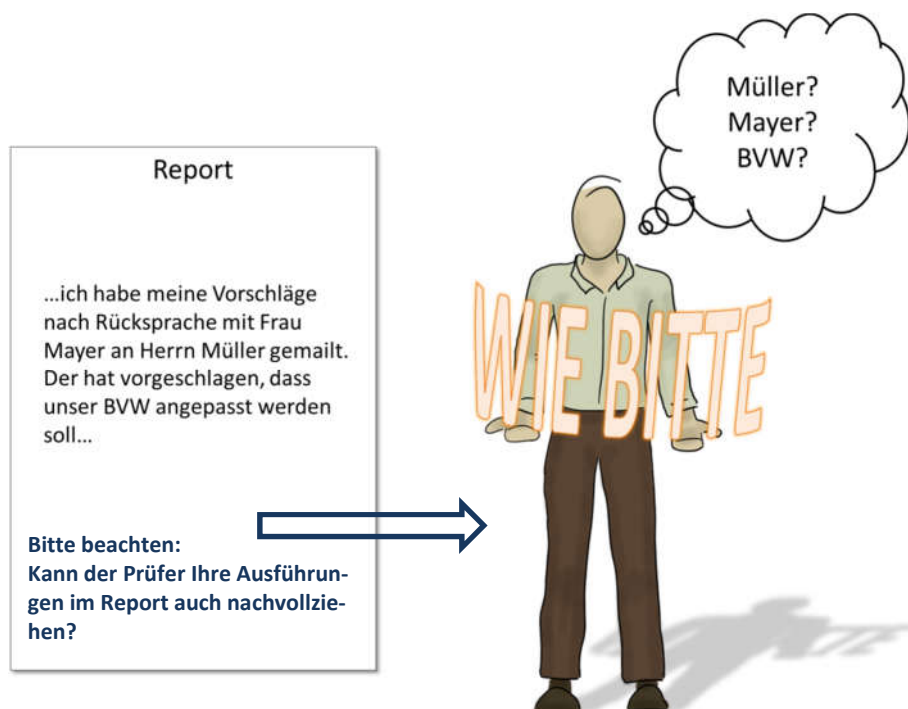 Müller?
Mayer?
BVW?
Report
...ich habe meine Vorschläge
nach Rücksprache mit Frau
Mayer an Herrn Müller gemailt.
Der hat vorgeschlagen, dass
unser BVW angepasst werden
soll...
Bitte beachten:
Kann der Prüfer Ihre Ausführun-
gen im Report auch nachvollzie-
hen?
WIE BITTE